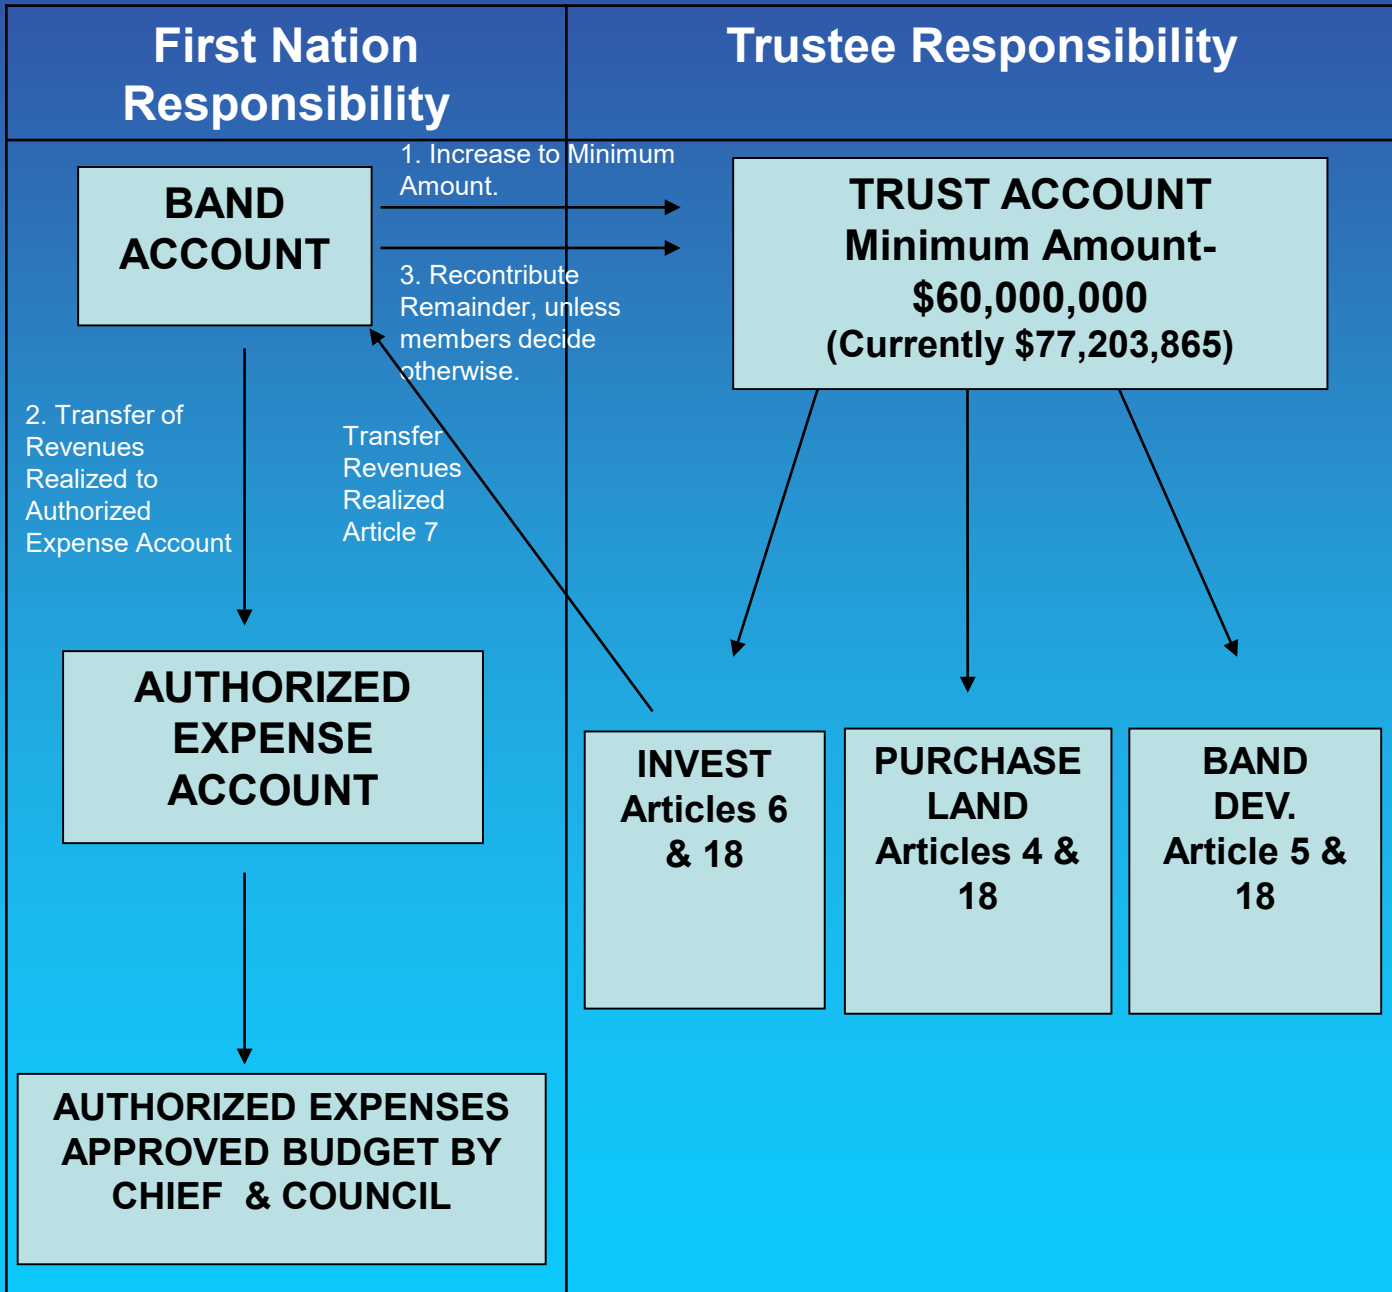 First Nation
Responsibility
Trustee Responsibility
1. Increase to Minimum
Amount.
BAND
ACCOUNT
3. Recontribute
Remainder, unless
members decide
otherwise.
TRUST ACCOUNT
Minimum Amount-
$60,000,000
(Currently $77,203,865)
2. Transfer of
Revenues
Realized to
Authorized
Expense Account
Transfer
Revenues
Realized
Article 7
AUTHORIZED
EXPENSE
ACCOUNT
INVEST
Articles 6
& 18
PURCHASE
LAND
Articles 4 &
18
BAND
DEV.
Article 5 &
18
AUTHORIZED EXPENSES
APPROVED BUDGET BY
CHIEF & COUNCIL